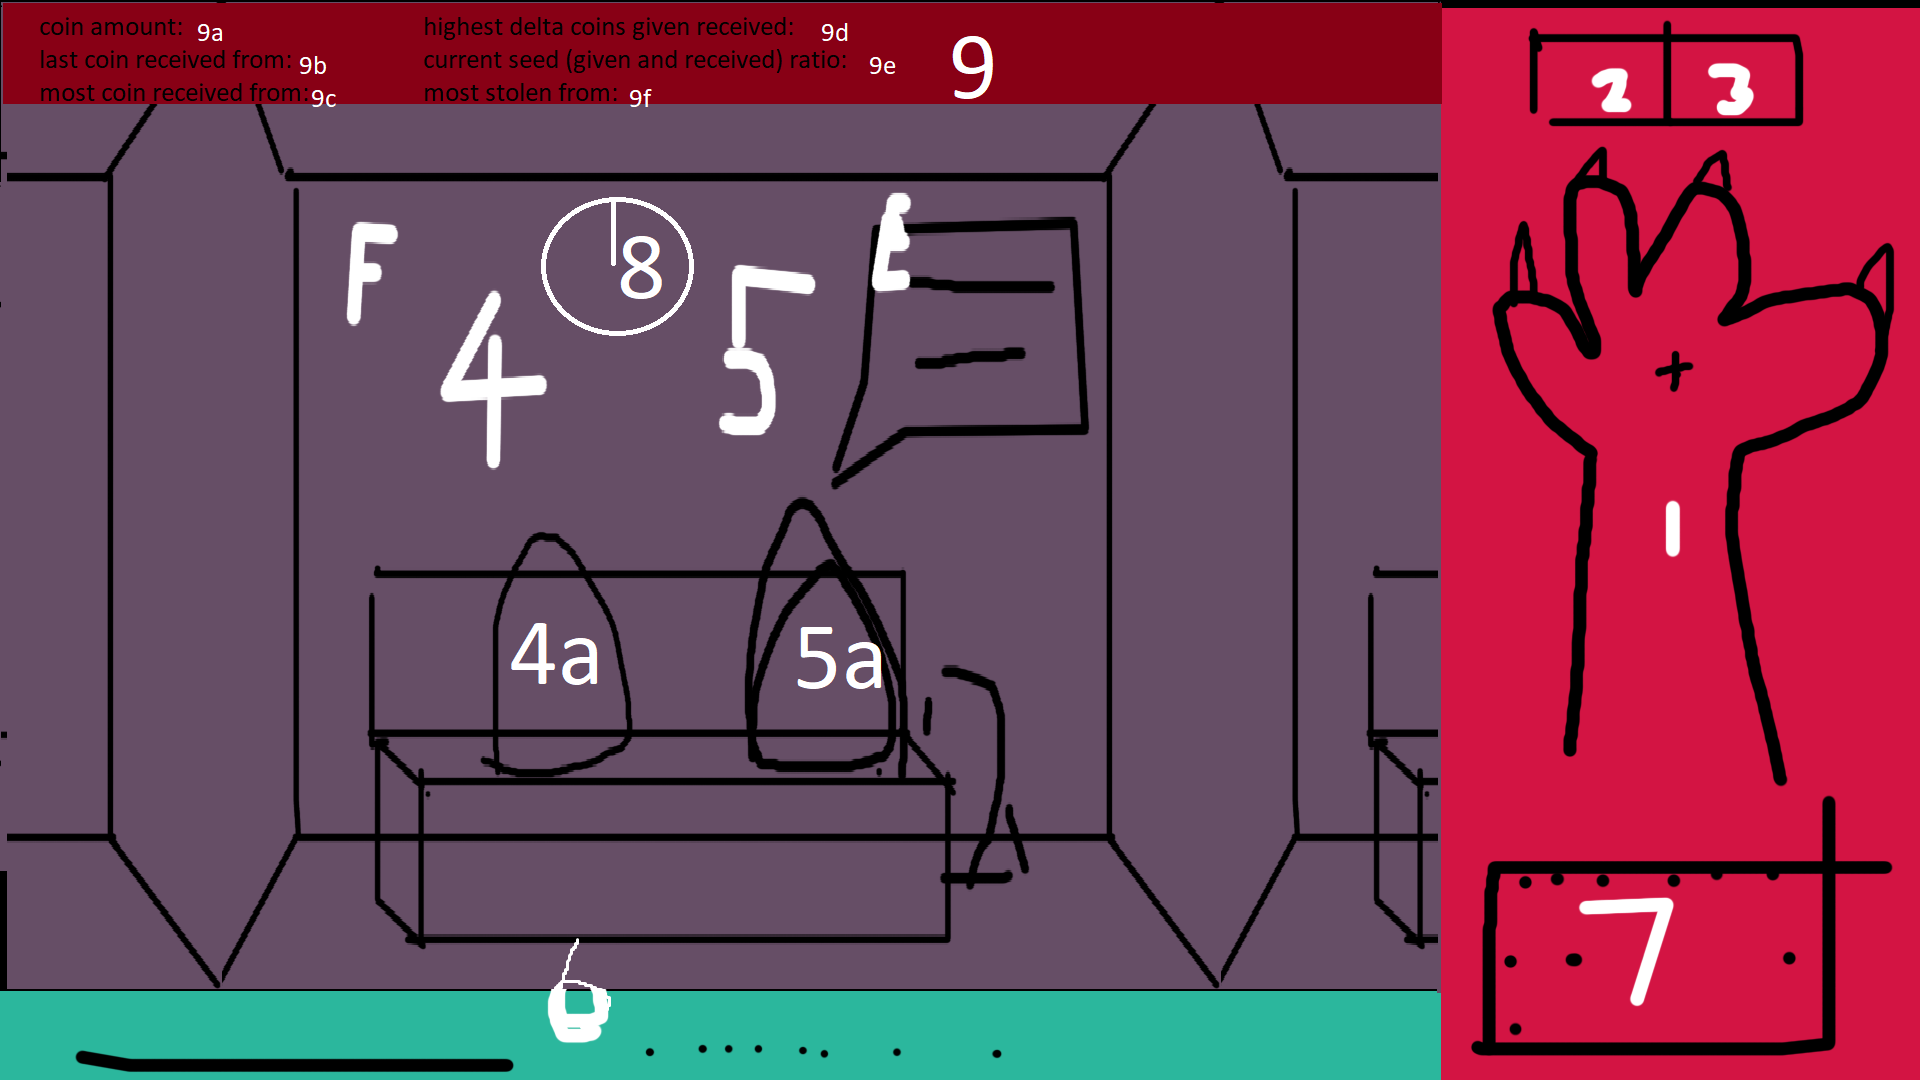 coin amount: 9a
last coin received from: 9b
most coin received from: 9c
highest delta coins given received: 9d
current seed (given and received) ratio: 9e
most stolen from: 9f
9
2 3
F
8
E
4
5
4a
5a
1
6
7